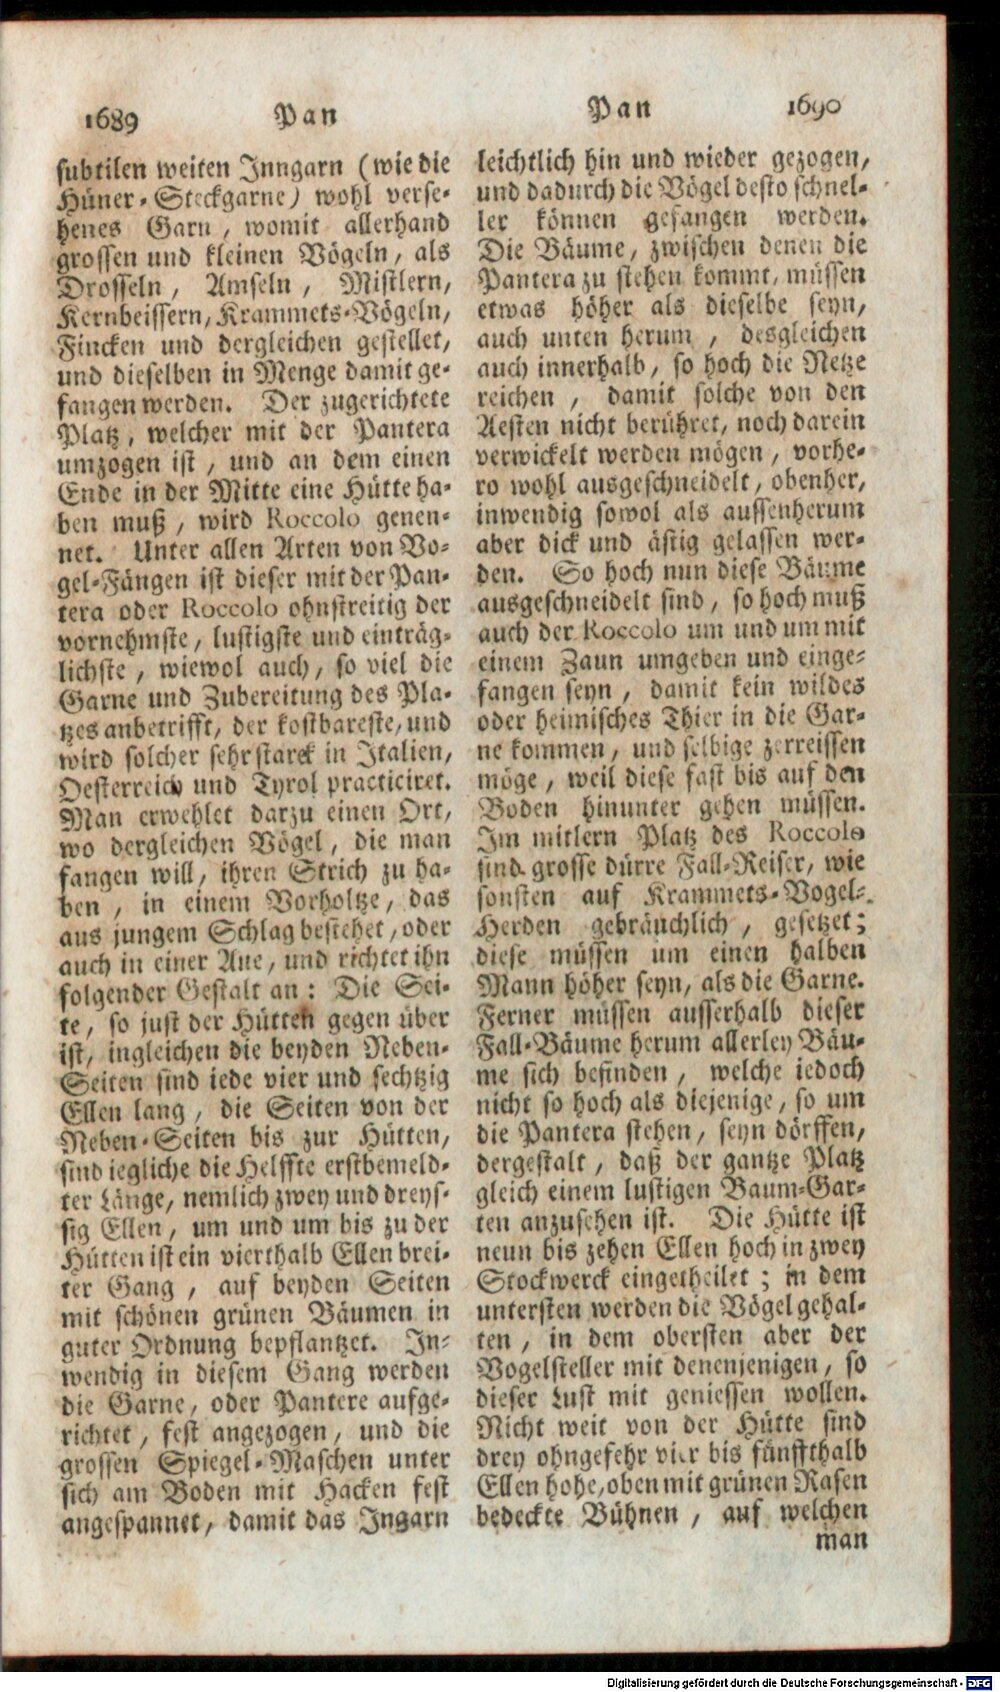 1689 Pan
subtilen weiten Inngarn (wie die
Hüner-Steckgarne) wohl verse-
henes Garn, womit allerhand
grossen und kleinen Vögeln, als
Drosseln, Amseln, Mistlern,
Kernbeissern, Krammets-Vögeln,
Fincken und dergleichen gestellet,
und dieselben in Menge damit ge-
fangen werden. Der zugerichtete
Platz, welcher mit der Pantera
umzogen ist, und an dem einen
Ende in der Mitte eine Hütte ha-
ben muß, wird Roccolo genen-
net. Unter allen Arten von Vo-
gel-Fängen ist dieser mit der Pan-
tera oder Roccolo ohnstreitig der
vornehmste, lustigste und einträg-
lichste, wiewol auch, so viel die
Garne und Zubereitung des Pla-
tzes anbetrifft, der kostbareste, und
wird solcher sehr starck in Italien,
Oesterreich und Tyrol practiciret.
Man erwehlet darzu einen Ort,
wo dergleichen Vögel, die man
fangen will, ihren Strich zu ha-
ben, in einem Vorholtze, das
aus jungem Schlag bestehet, oder
auch in einer Aue, und richtet ihn
folgender Gestalt an: Die Sei-
te, so just der Hütten gegen über
ist, ingleichen die beyden Neben-
Seiten sind iede vier und sechtzig
Ellen lang, die Seiten von der
Neben-Seiten bis zur Hütten,
sind iegliche die Helffte erstbemeld-
ter Länge, nemlich zwey und dreys-
sig Ellen, um und um bis zu der
Hütten ist ein vierthalb Ellen brei-
ter Gang, auf beyden Seiten
mit schönen grünen Bäumen in
guter Ordnung bepflantzet. In-
wendig in diesem Gang werden
die Garne, oder Pantere aufge-
richtet, fest angezogen, und die
grossen Spiegel-Maschen unter
sich am Boden mit Hacken fest
angespannet, damit das Ingarn
Pan 1690
leichtlich hin und wieder gezogen,
und dadurch die Vögel desto schnel-
ler können gefangen werden.
Die Bäume, zwischen denen die
Pantera zu stehen kommt, müssen
etwas höher als dieselbe seyn,
auch unten herum, desgleichen
auch innerhalb, so hoch die Netze
reichen, damit solche von den
Aesten nicht berühret, noch darein
verwickelt werden mögen, vorhe-
ro wohl ausgeschneidelt, obenher,
inwendig sowol als aussenherum
aber dick und ästig gelassen wer-
den. So hoch nun diese Bäume
ausgeschneidelt sind, so hoch muß
auch der Roccolo um und um mit
einem Zaun umgeben und einge-
fangen seyn, damit kein wildes
oder heimisches Thier in die Gar-
ne kommen, und selbige zerreissen
möge, weil diese fast bis auf den
Boden hinunter gehen müssen.
Im mitlern Platz des Roccolo
sind grosse dürre Fall-Reiser, wie
sonsten auf Krammets-Vogel-
Herden gebräuchlich, gesetzet;
diese müssen um einen halben
Mann höher seyn, als die Garne.
Ferner müssen ausserhalb dieser
Fall-Bäume herum allerley Bäu-
me sich befinden, welche iedoch
nicht so hoch als diejenige, so um
die Pantera stehen, seyn dörffen,
dergestalt, daß der gantze Platz
gleich einem lustigen Baum-Gar-
ten anzusehen ist. Die Hütte ist
neun bis zehen Ellen hoch in zwey
Stockwerck eingetheilet; in dem
untersten werden die Vögel gehal-
ten, in dem obersten aber der
Vogelsteller mit denenjenigen, so
dieser Lust mit geniessen wollen.
Nicht weit von der Hütte sind
drey ohngefehr vier bis fünffthalb
Ellen hohe, oben mit grünen Rasen
bedeckte Bühnen, auf welchen
man
Digitalisierung gefördert durch die Deutsche Forschungsgemeinschaft - DFG